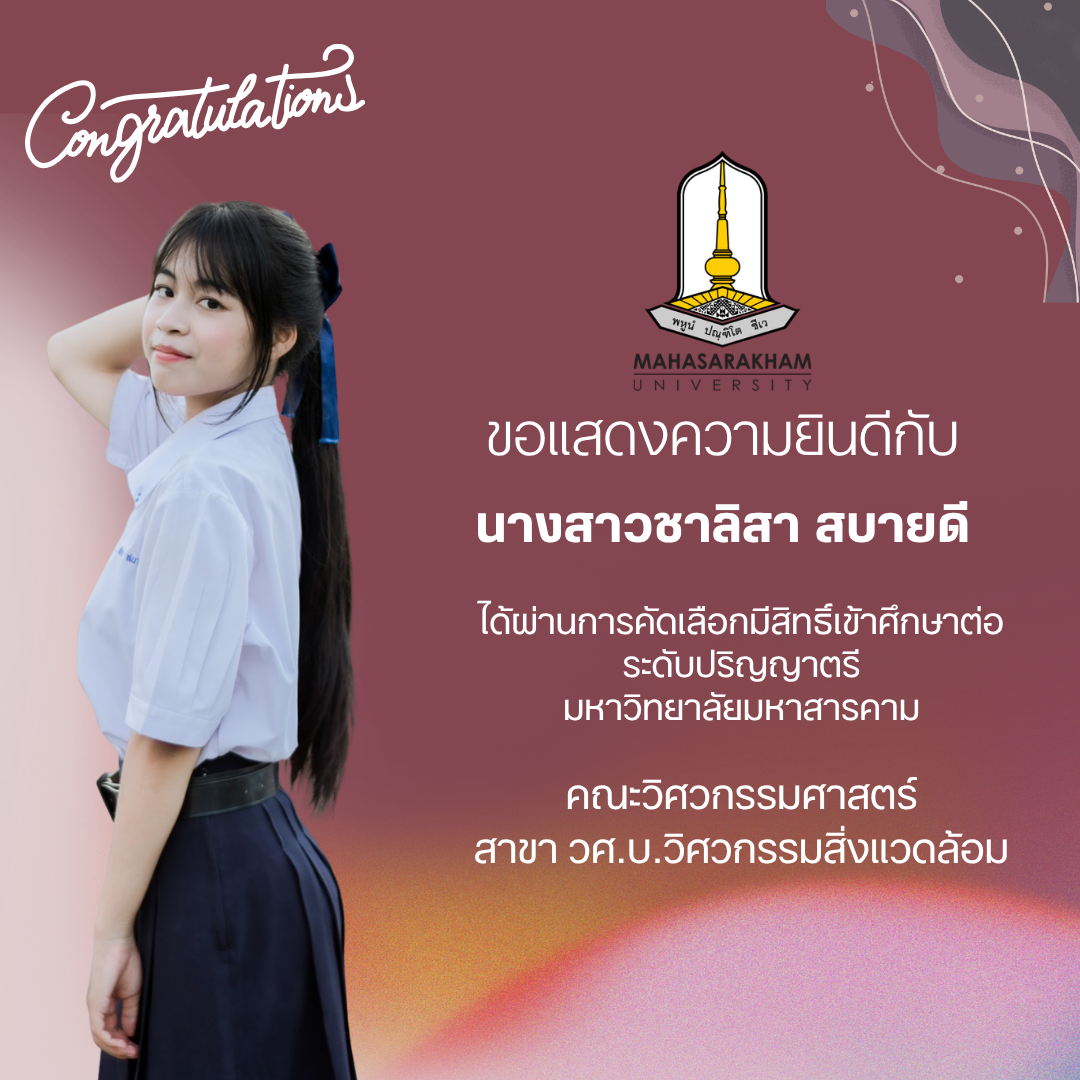 Congratulations
พหูนํ ปณฺฑิโต ชีเว
MAHASARAKHAM
UNIVERSITY
ขอแสดงความยินดีกับ
นางสาวชาลิสา สบายดี
ได้ผ่านการคัดเลือกมีสิทธิ์เข้าศึกษาต่อ
ระดับปริญญาตรี
มหาวิทยาลัยมหาสารคาม
คณะวิศวกรรมศาสตร์
สาขา วศ.บ.วิศวกรรมสิ่งแวดล้อม